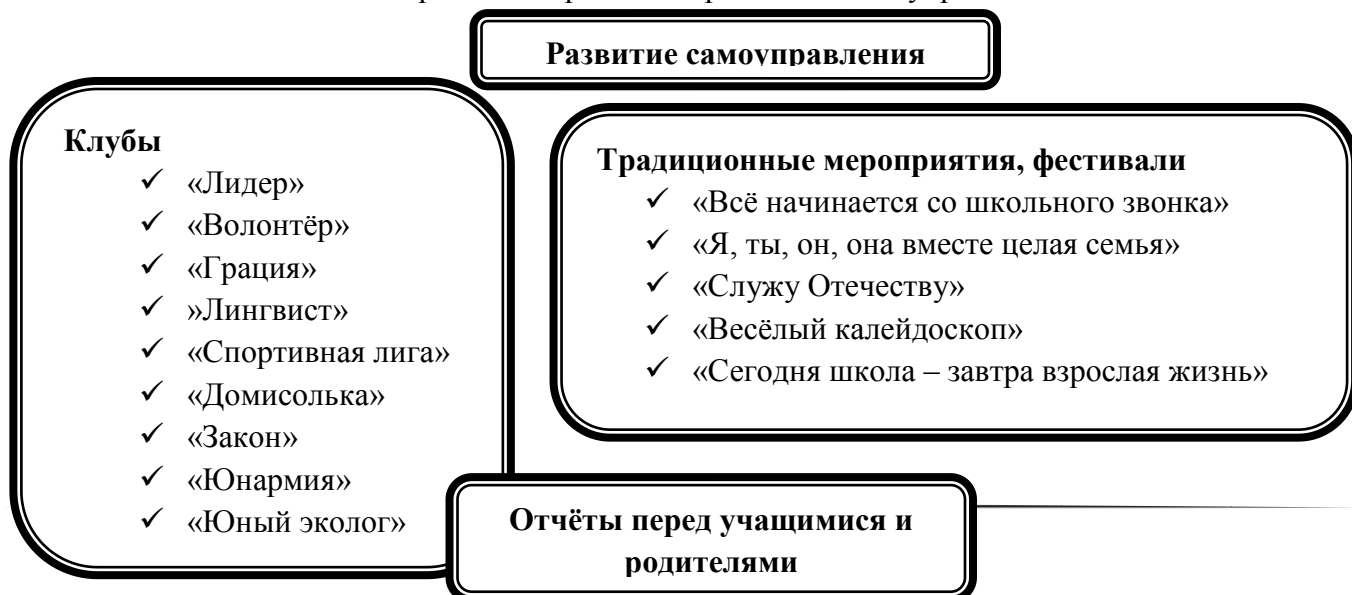 Развитие самоуправления
Клубы
✓ «Лидер»
✓ «Волонтёр»
✓ «Грация»
✓ »Лингвист»
✓ «Спортивная лига»
✓ «Домисолька»
✓ «Закон»
✓ «Юнармия»
✓ «Юный эколог»
Традиционные мероприятия, фестивали
✓ «Всё начинается со школьного звонка»
✓ «Я, ты, он, она вместе целая семья»
✓ «Служу Отечеству»
✓ «Весёлый калейдоскоп»
✓ «Сегодня школа – завтра взрослая жизнь»
Отчёты перед учащимися и
родителями